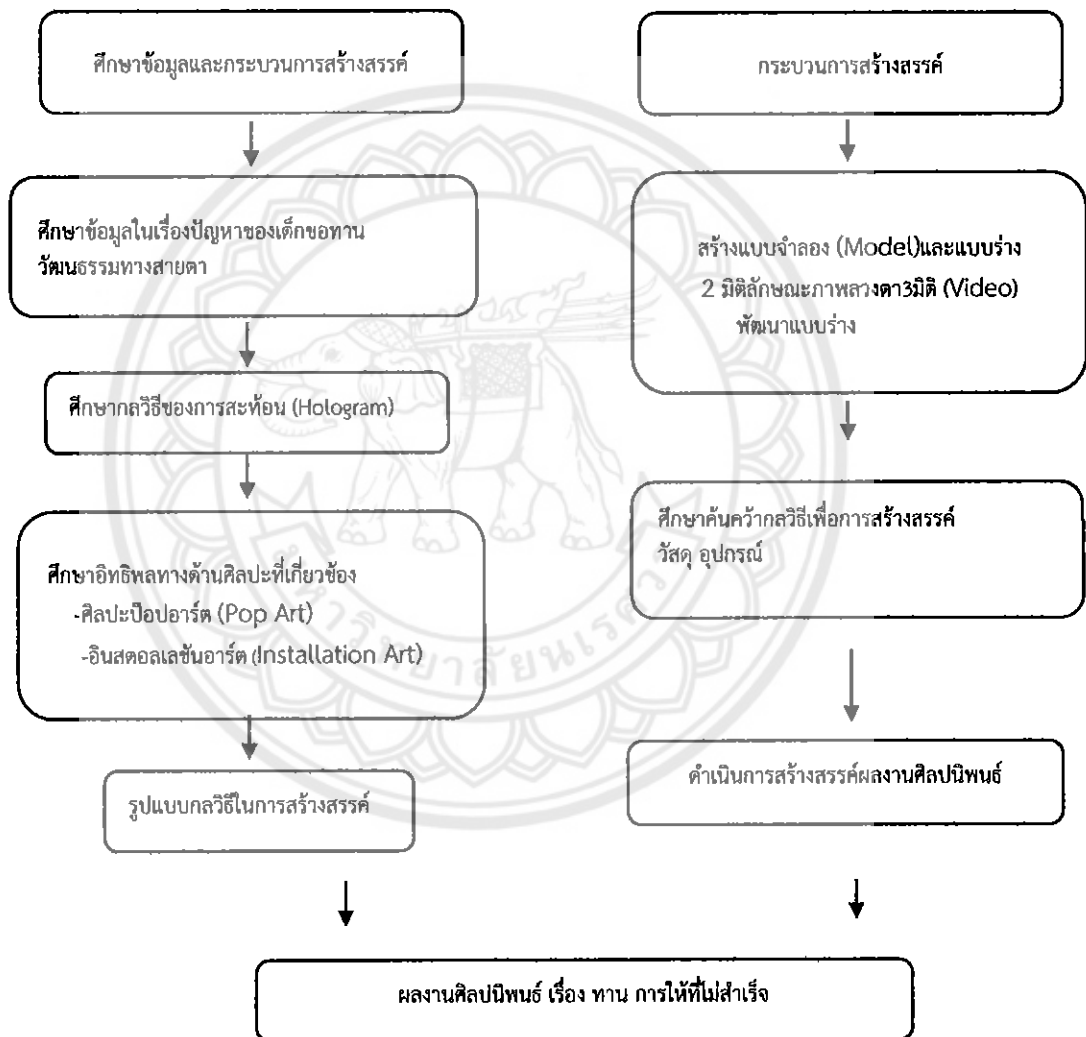 ศึกษาข้อมูลและกระบวนการสร้างสรรค์
ศึกษาข้อมูลในเรื่องปัญหาของเด็กขอทาน
วัฒนธรรมทางสายตา
ศึกษากลวิธีของการสะท้อน (Hologram)
ศึกษาอิทธิพลทางด้านศิลปะที่เกี่ยวข้อง
-ศิลปะป๊อปอาร์ต (Pop Art)
-อินสตอลเลชันอาร์ต (Installation Art)
รูปแบบกลวิธีในการสร้างสรรค์
กระบวนการสร้างสรรค์
สร้างแบบจำลอง (Model)และแบบร่าง
2 มิติลักษณะภาพลวงตา3มิติ (Video)
พัฒนาแบบร่าง
ศึกษาค้นคว้ากลวิธีเพื่อการสร้างสรรค์
วัสดุ อุปกรณ์
ดำเนินการสร้างสรรค์ผลงานศิลปนิพนธ์
ผลงานศิลปนิพนธ์ เรื่อง ทาน การให้ที่ไม่สำเร็จ
มหาวิทยาลัยนเรศวร